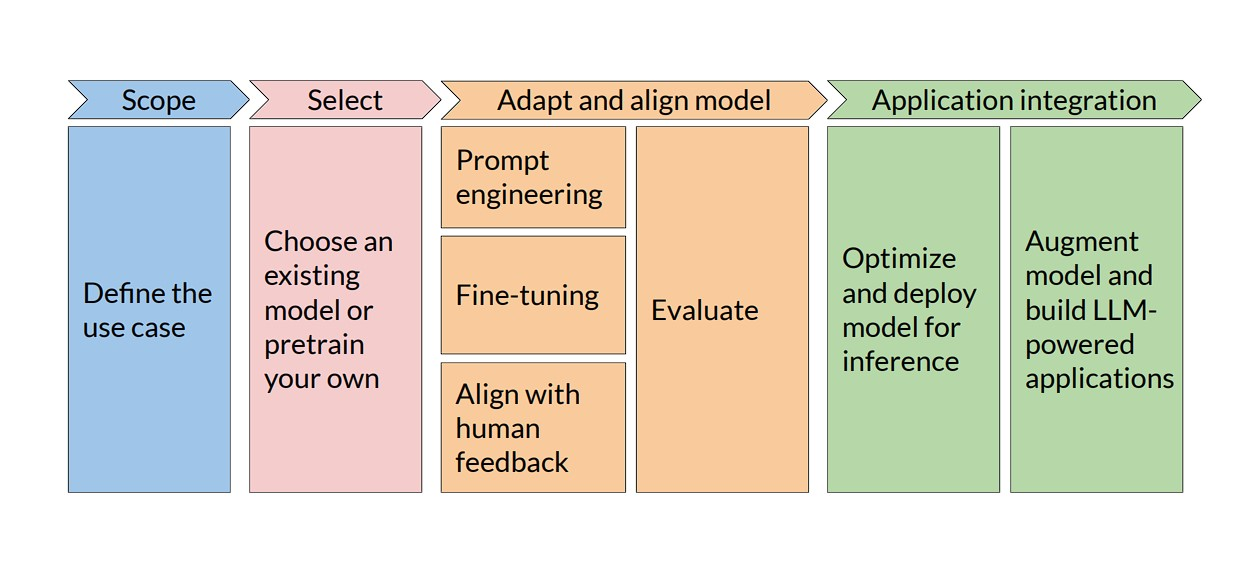 Scope
Select
Adapt and align model
Application integration
Define the
use case
Choose an
existing
model or
pretrain
your own
Prompt
engineering
Fine-tuning
Align with
human
feedback
Evaluate
Optimize
and deploy
model for
inference
Augment
model and
build LLM-
powered
applications